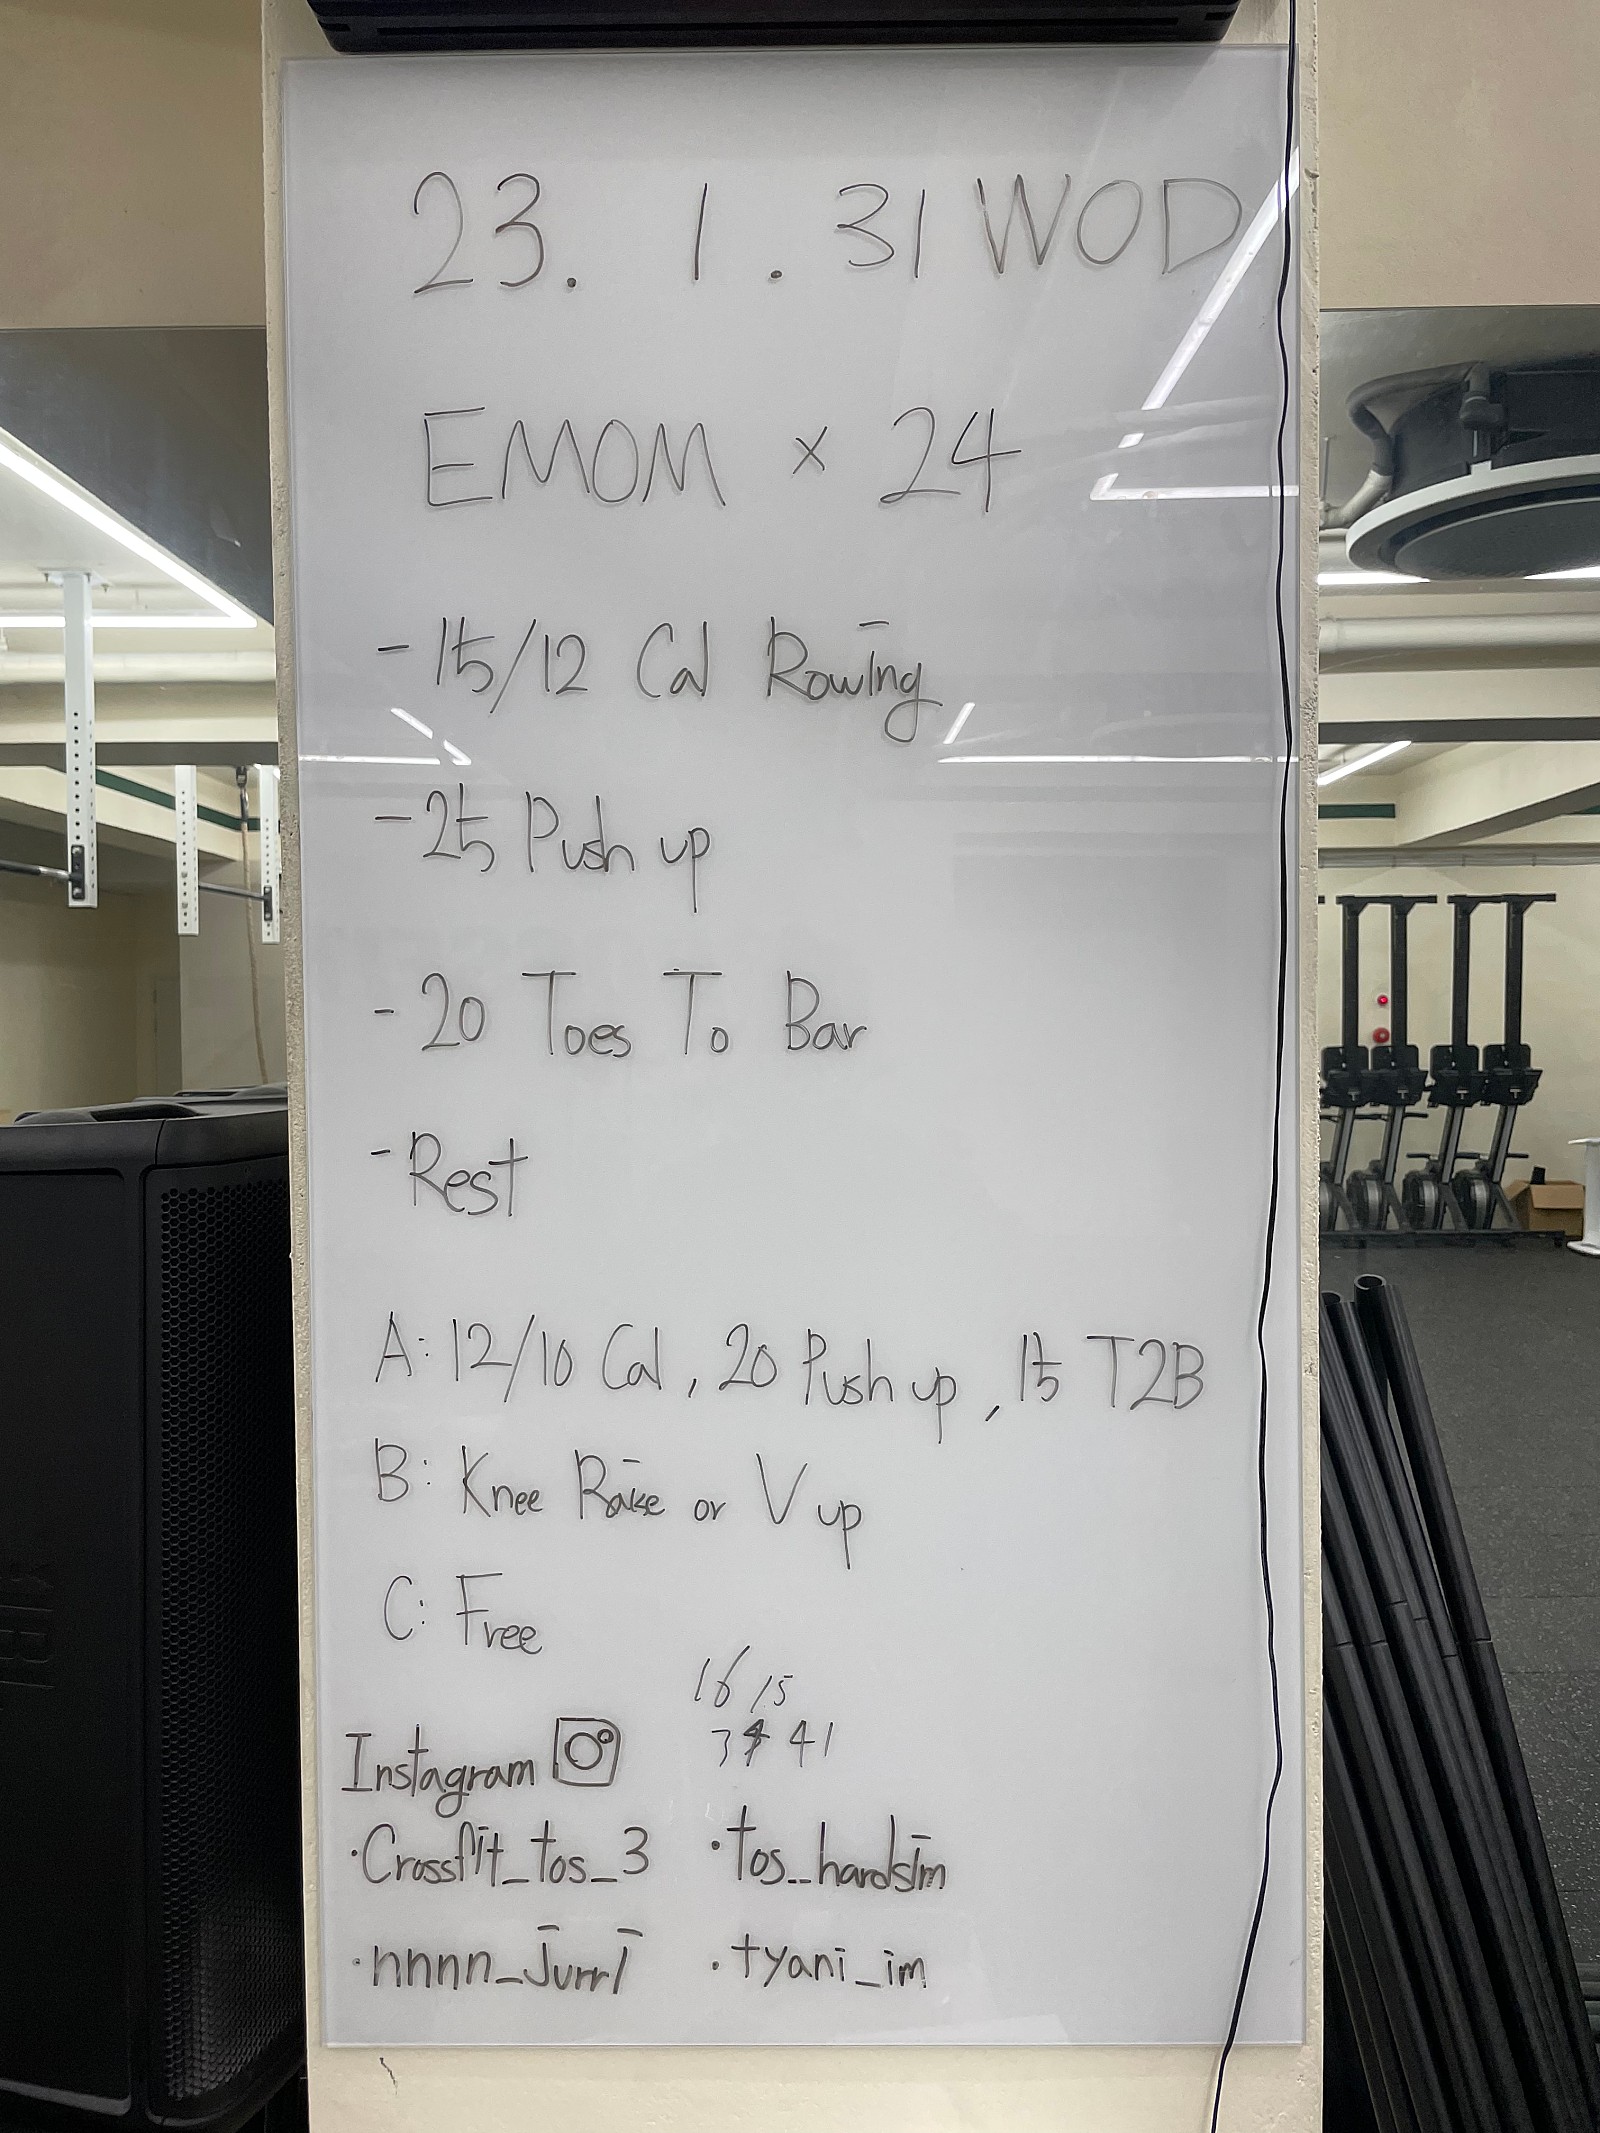 23. 1. 31 WOD
EMOM × 24
- 15/12 Cal Rowing
- 25 Push up
- 20 Toes To Bar
- Rest
A: 12/10 Cal, 20 Push up, 15 T2B
B: Knee Raise or V up
C: Free
16 15
41
Instagram
· Crossfit_tos_3 · tos_hardsim
· nnnn_jurri · tyani_im